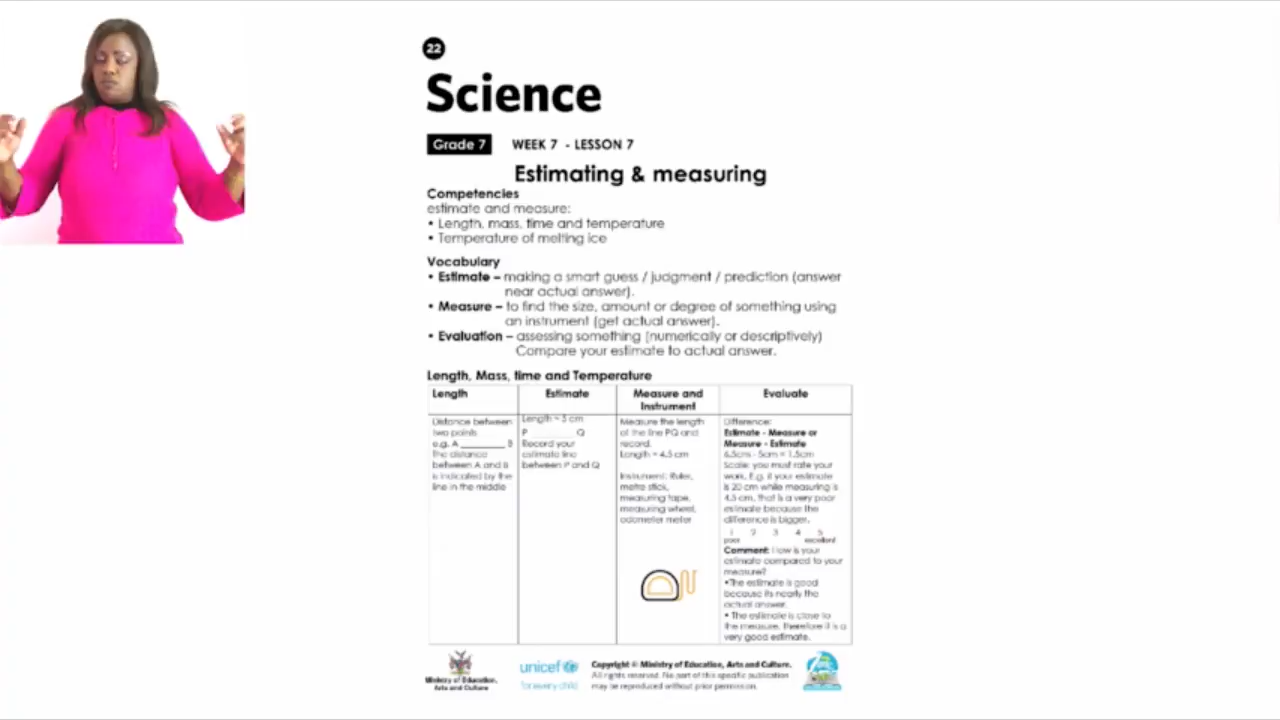 22
Science
Grade 7 WEEK 7 - LESSON 7
Estimating & measuring
Competencies
estimate and measure:
• Length, mass, time and temperature
• Temperature of melting ice
Vocabulary
• Estimate – making a smart guess / judgment / prediction (answer
near actual answer).
• Measure – to find the size, amount or degree of something using
an instrument (get actual answer).
• Evaluation – assessing something (numerically or descriptively)
Compare your estimate to actual answer.
Length, Mass, time and Temperature
Length
Distance between
two points
e.g. A ________ B
the distance
between A and B
is indicated by the
line in the middle
Estimate
Length = 5 cm
P ________ Q
Record your
estimate line
between P and Q
Measure and
Instrument
Measure the length
of the line PQ and
record.
Length = 4.5 cm
Instrument: Ruler,
metre stick,
measuring tape,
measuring wheel,
odometer meter
Evaluate
Difference:
Estimate - Measure or
Measure - Estimate
6.5cm - 5cm = 1.5cm
Scale: you must rate your
work. E.g. if your estimate
is 20 cm while measuring is
4.5 cm, that is a very poor
estimate because the
difference is bigger.
1 2 3 4 5
poor excellent
Comment: How is your
estimate compared to your
measure?
•The estimate is good
because its nearly the
actual answer.
• The estimate is close to
the measure, therefore it is a
very good estimate.
Ministry of Education,
Arts and Culture
unicef
for every child
Copyright © Ministry of Education, Arts and Culture.
All rights reserved. No part of this specific publication
may be reproduced without prior permission.